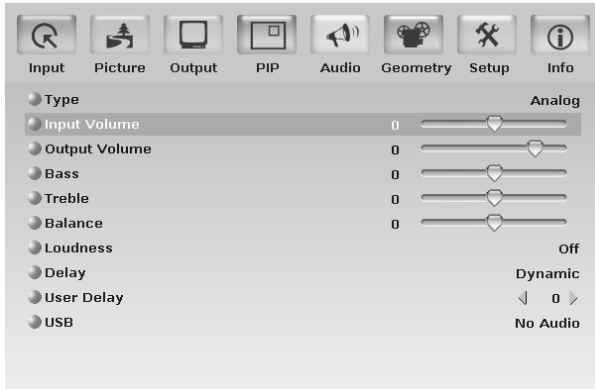 Input Picture Output PIP Audio Geometry Setup Info
Type Analog
Input Volume 0
Output Volume 0
Bass 0
Treble 0
Balance 0
Loudness Off
Delay Dynamic
User Delay 0
USB No Audio